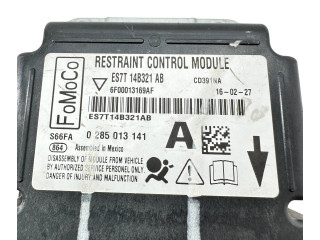 FoMoCo
RESTRAINT CONTROL MODULE
ES7T 14B321 AB
CD391NA
6F00013169AF
16-02-27
ES7T14B321AB
S66FA 0 285 013 141
A
864 Assembled in Mexico
DISASSEMBLY OF MODULE FROM VEHICLE
BY AUTHORIZED SERVICE PERSONNEL ONLY.
DANGER OF INJURY AND MALFUNCTION